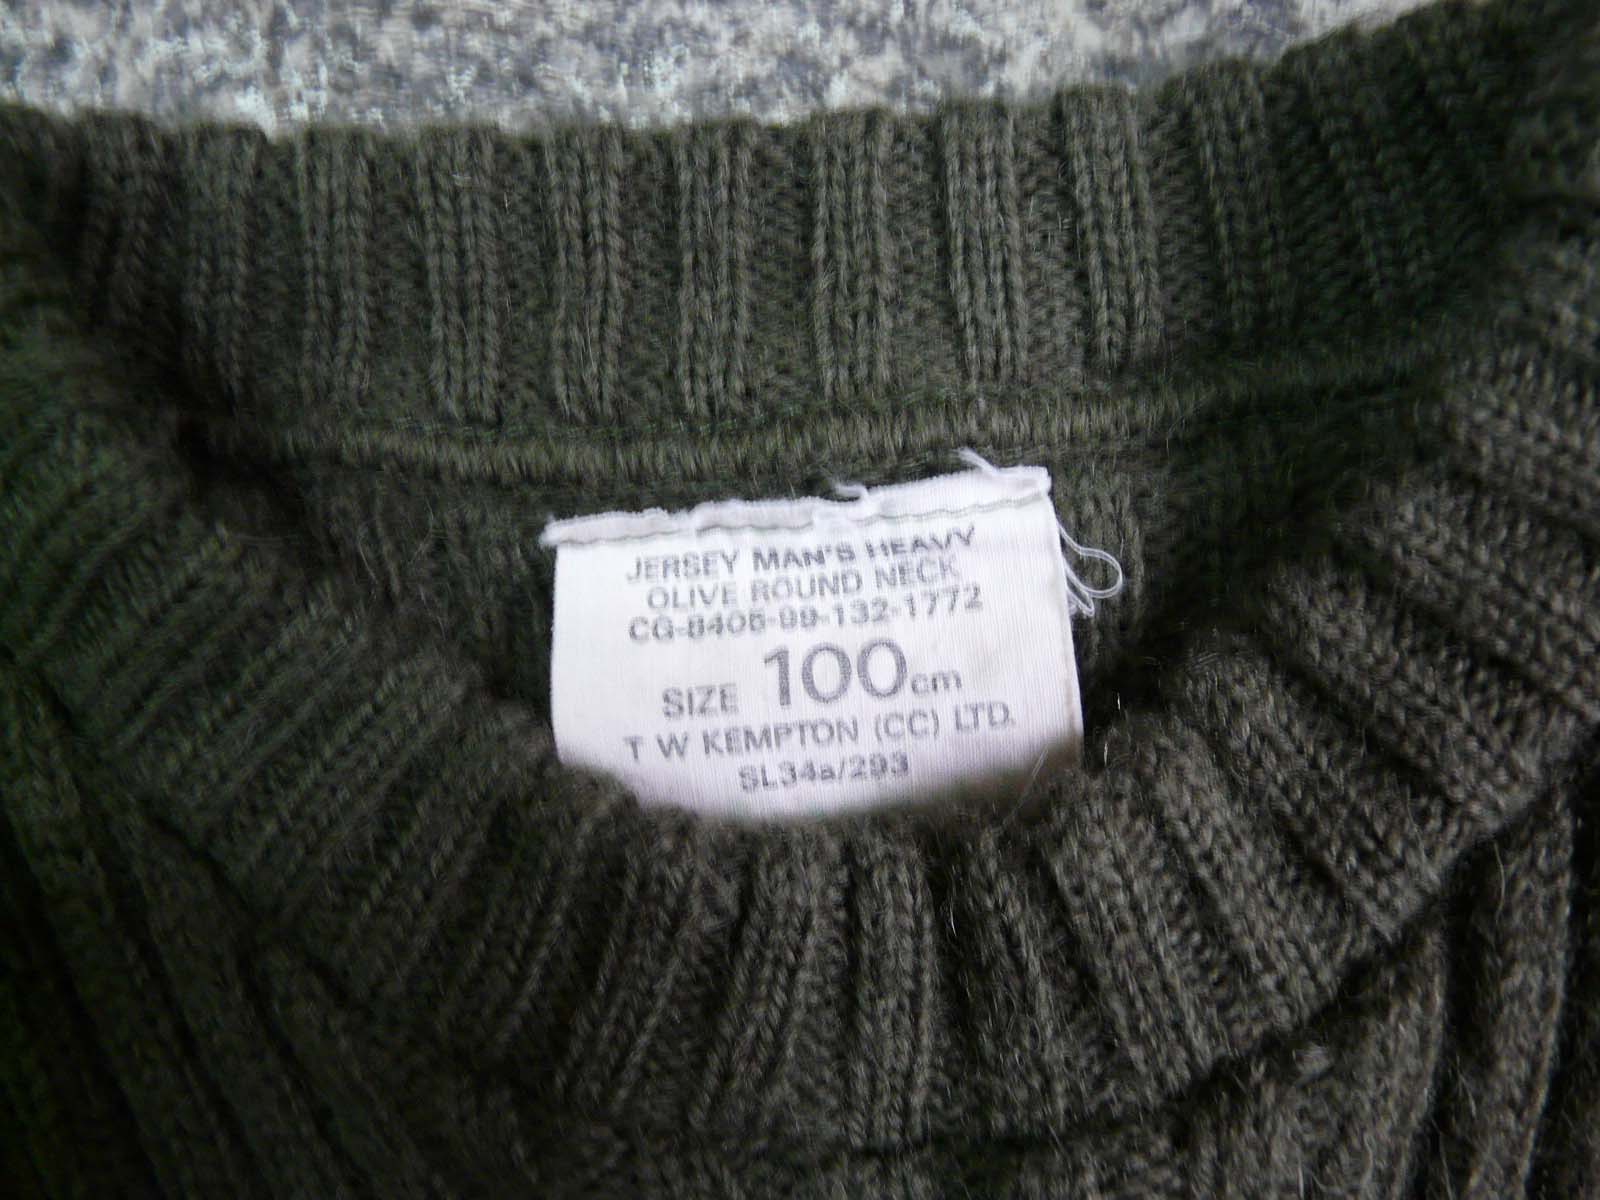 JERSEY MAN'S HEAVY
OLIVE ROUND NECK
CG-8405-99-132-1772
SIZE 100cm
T W KEMPTON (CC) LTD.
SL34a/293